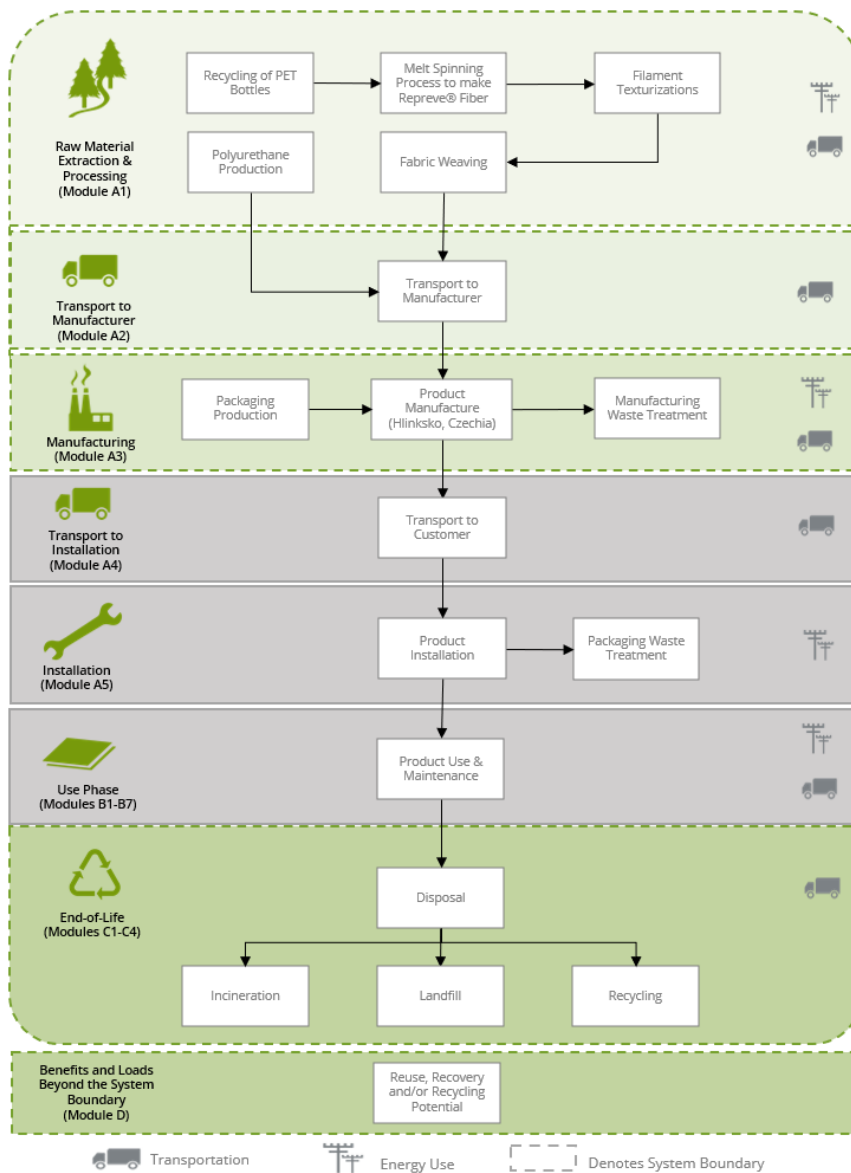 Recycling of PET
Bottles
Melt Spinning
Process to make
Repreve® Fiber
Filament
Texturizations
Raw Material
Extraction &
Processing
(Module A1)
Polyurethane
Production
Fabric Weaving
Transport to
Manufacturer
(Module A2)
Transport to
Manufacturer
Manufacturing
(Module A3)
Packaging
Production
Product
Manufacture
(Hlinksko, Czechia)
Manufacturing
Waste Treatment
Transport to
Installation
(Module A4)
Transport to
Customer
Installation
(Module A5)
Product
Installation
Packaging Waste
Treatment
Use Phase
(Modules B1-B7)
Product Use &
Maintenance
End-of-Life
(Modules C1-C4)
Disposal
Incineration
Landfill
Recycling
Benefits and Loads
Beyond the System
Boundary
(Module D)
Reuse, Recovery
and/or Recycling
Potential
Transportation
Energy Use
Denotes System Boundary